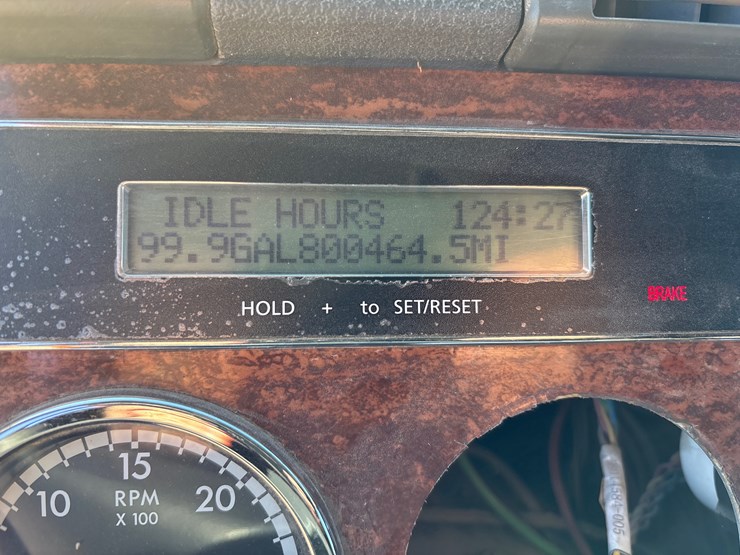 IDLE HOURS 124:27
99.9GAL800464.5MI
BRAKE
HOLD + to SET/RESET
15
10 RPM 20
X 100